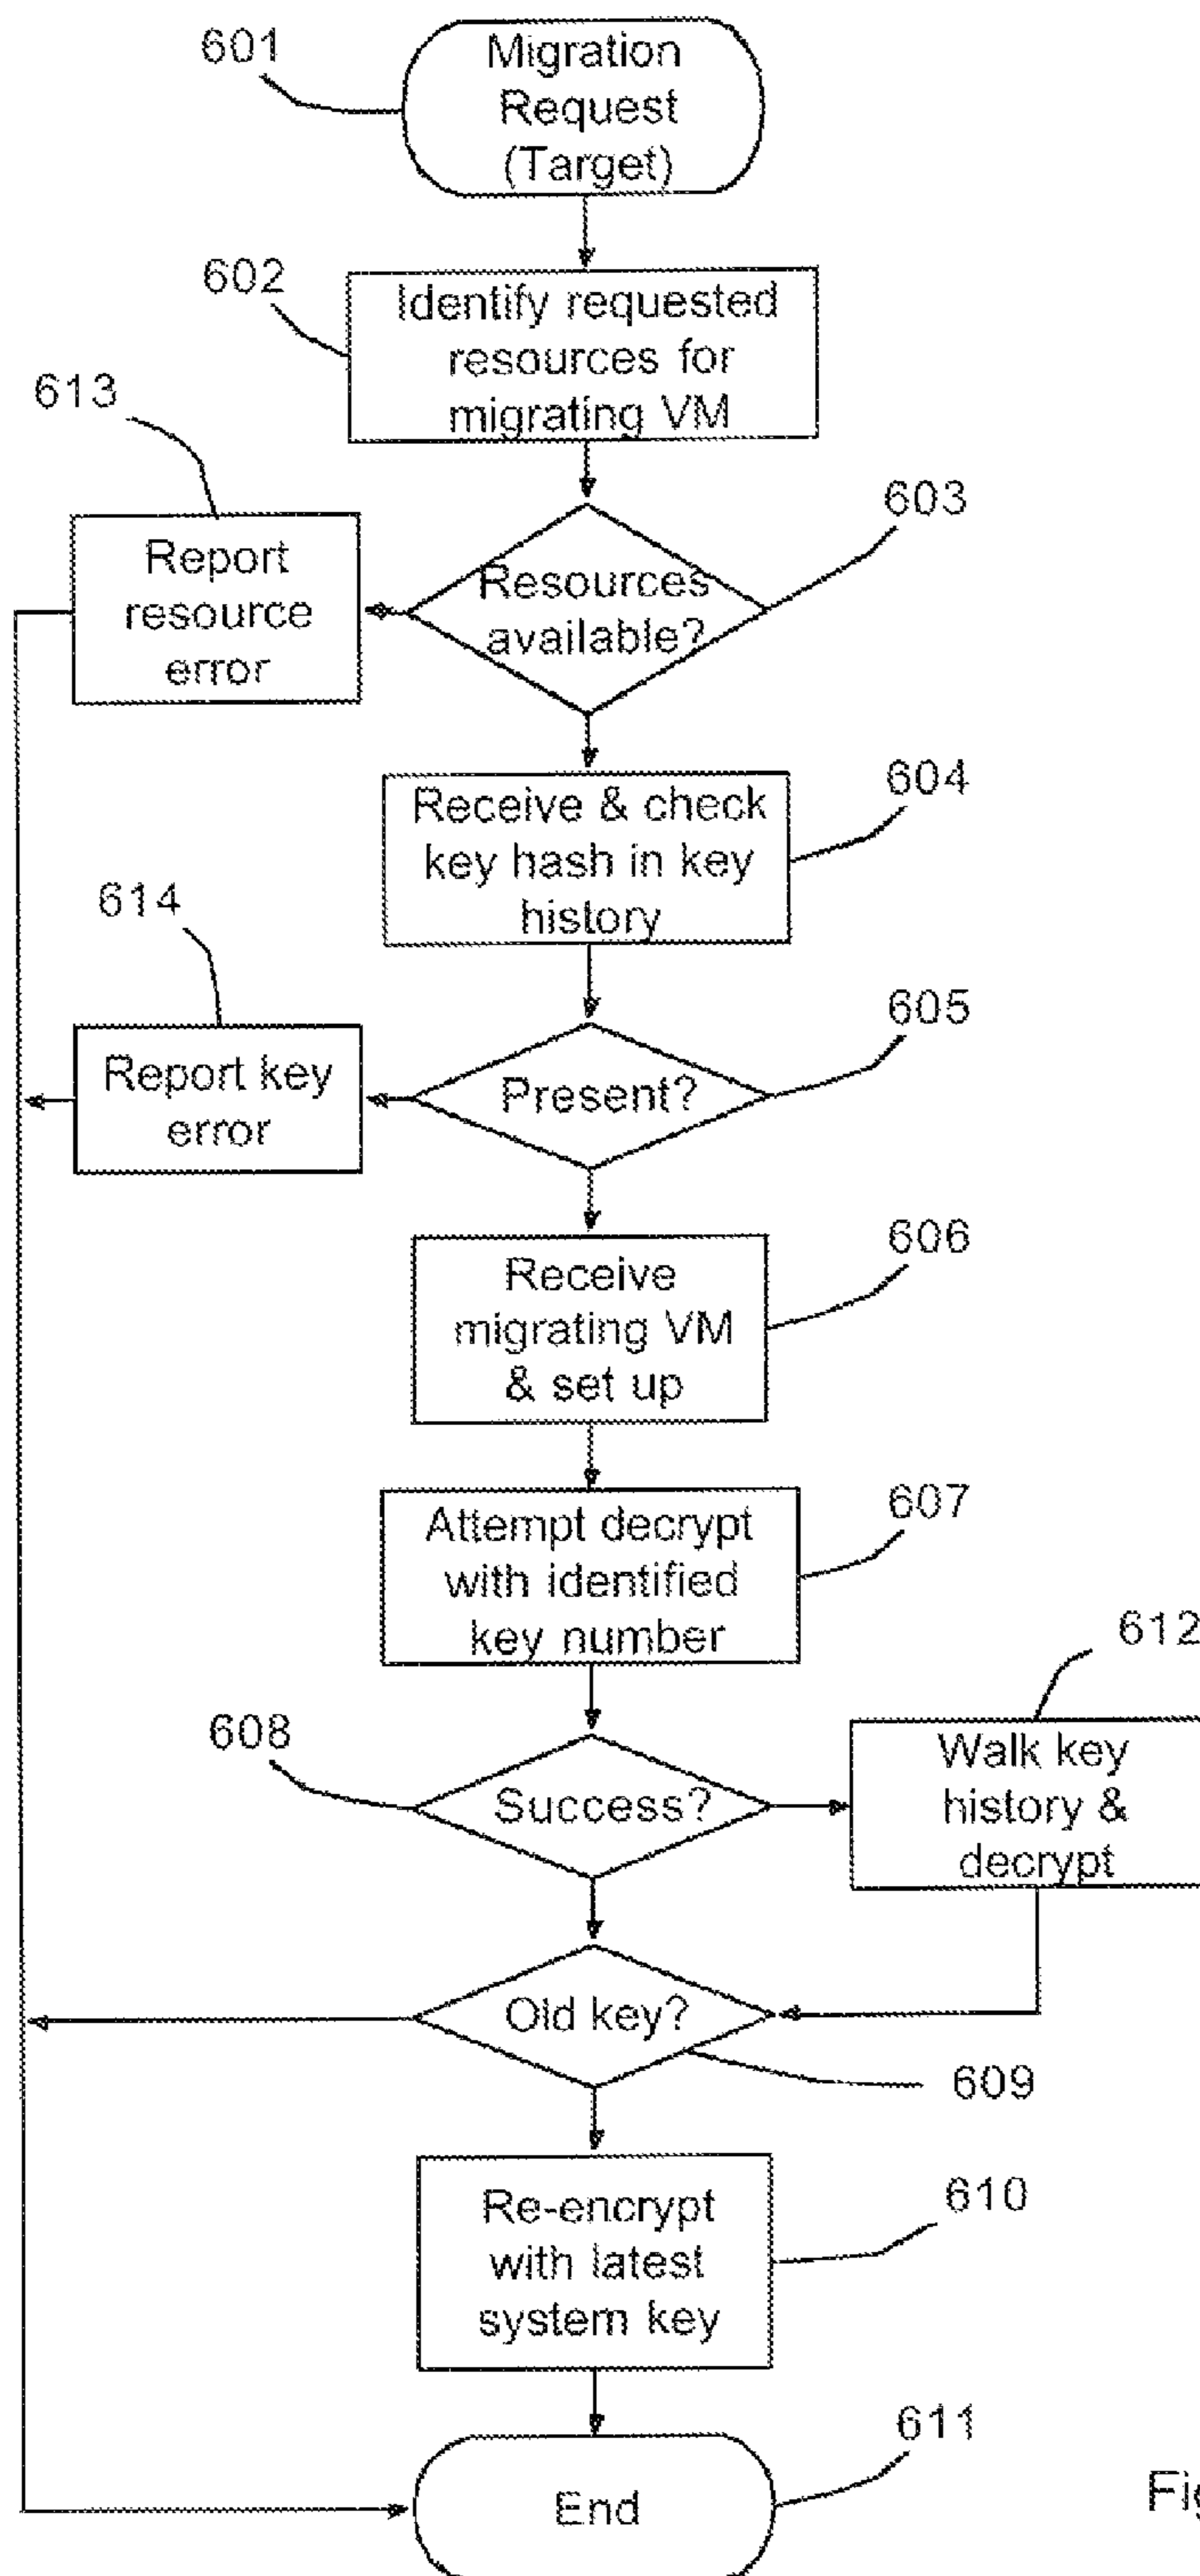 601
Migration
Request
(Target)
602
Identify requested
resources for
migrating VM
613
Report
resource
error
603
Resources
available?
604
Receive & check
key hash in key
history
614
Report key
error
605
Present?
606
Receive
migrating VM
& set up
607
Attempt decrypt
with identified
key number
612
Walk key
history &
decrypt
608
Success?
Old key?
609
610
Re-encrypt
with latest
system key
611
End